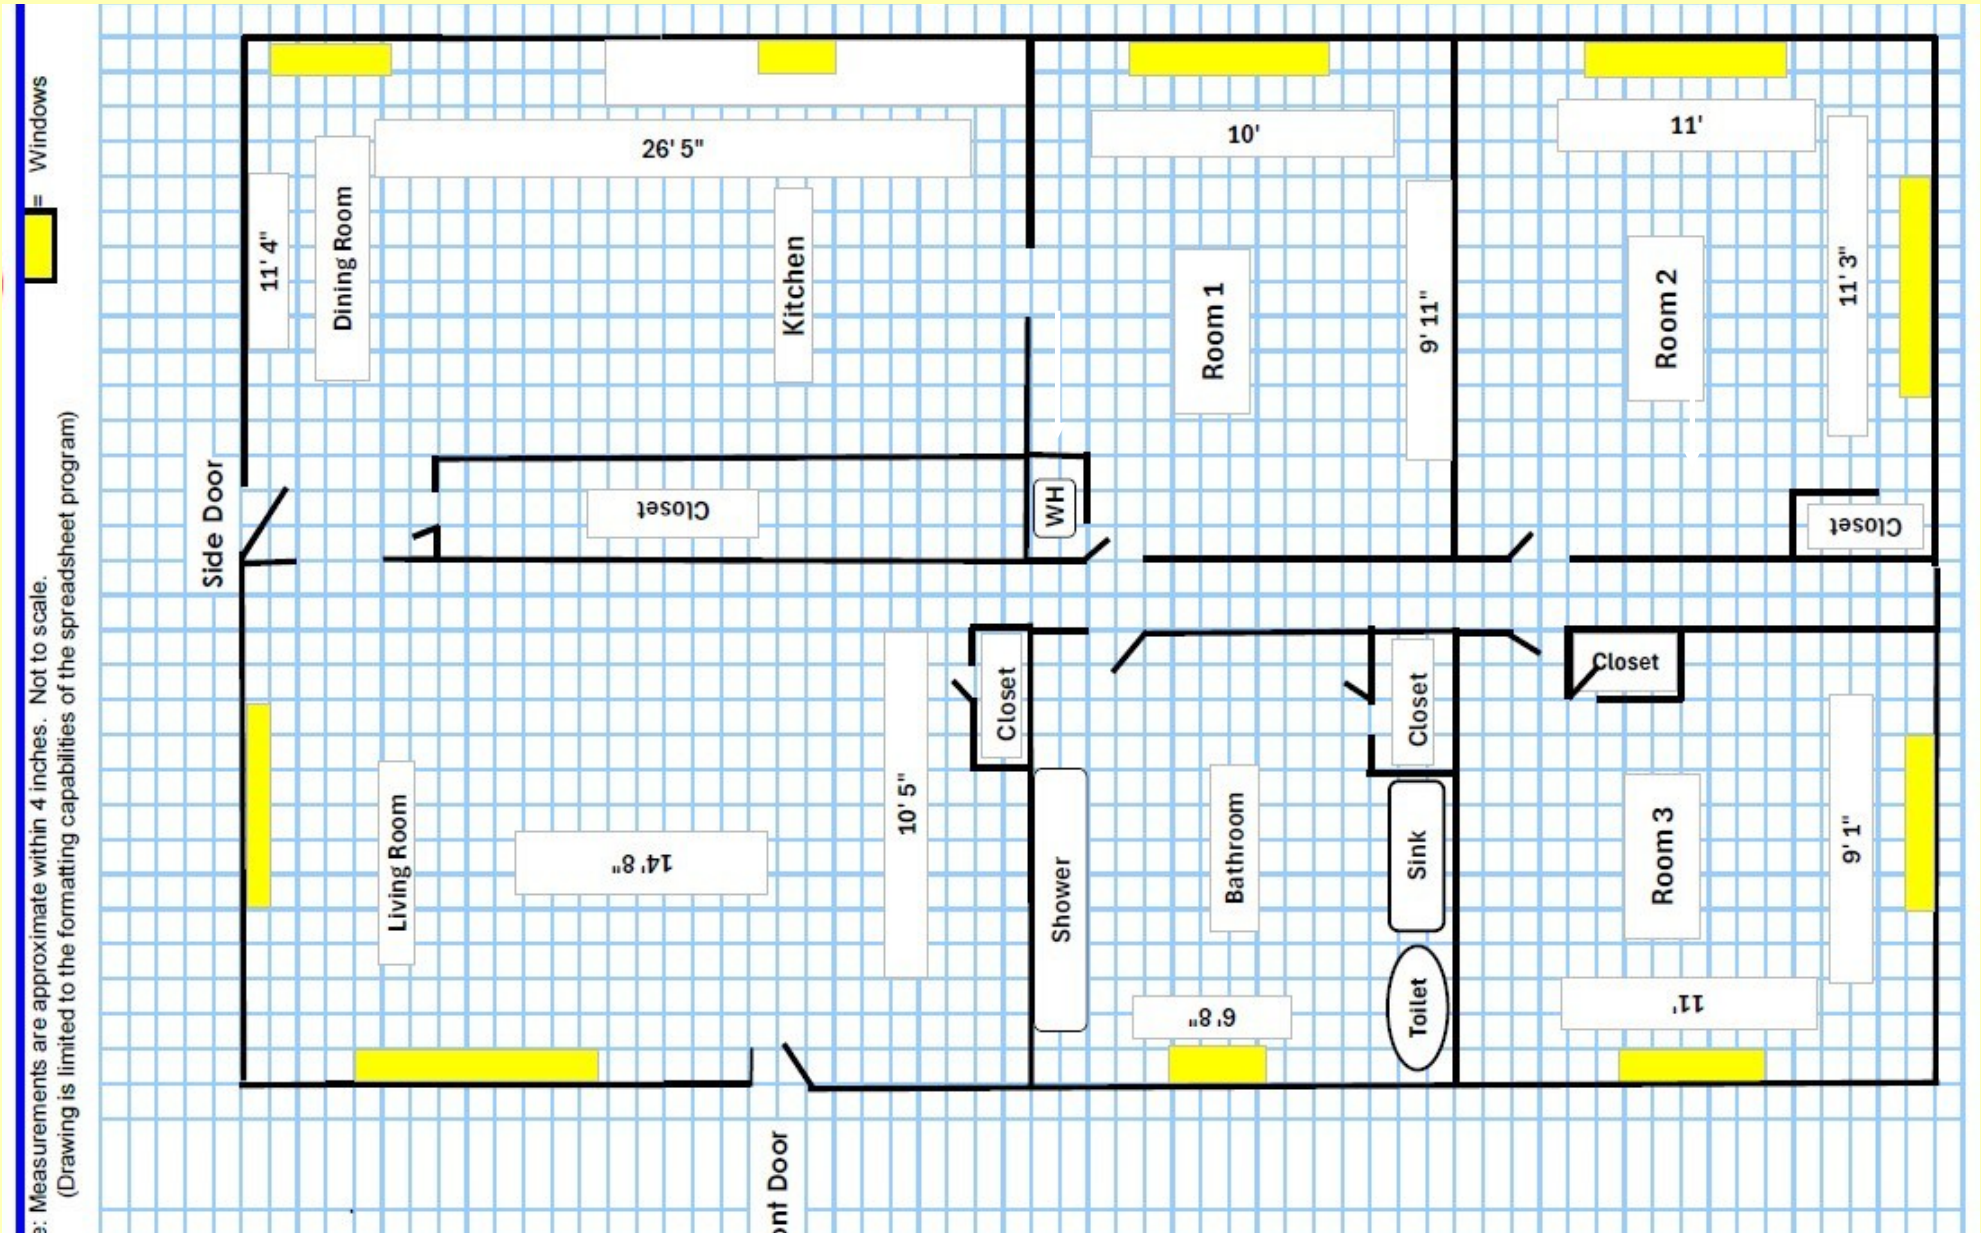 = Windows
e: Measurements are approximate within 4 inches. Not to scale.
(Drawing is limited to the formatting capabilities of the spreadsheet program)
Side Door
11' 4"
Dining Room
26' 5"
Kitchen
Closet
WH
10'
Room 1
9' 11"
11'
Room 2
11' 3"
Closet
Living Room
14' 8"
10' 5"
Closet
Shower
Bathroom
6' 8"
Closet
Sink
Toilet
Closet
Room 3
9' 1"
11'
ont Door